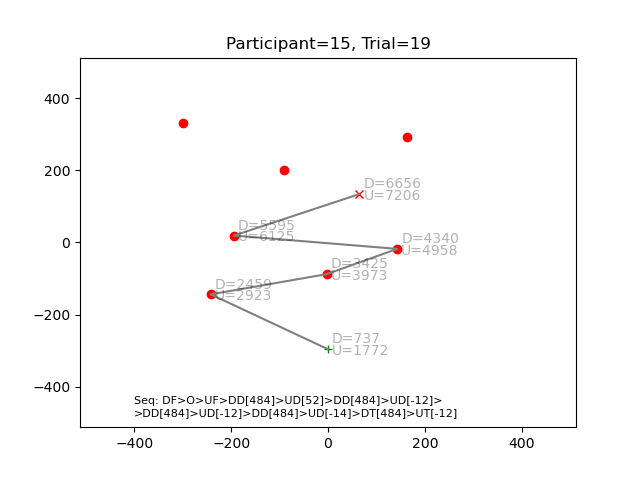 Participant=15, Trial=19
400
200
0
−200
−400
−400
−200
0
200
400
D=6656
U=7206
D=5595
U=6125
D=4340
U=4958
D=3425
U=3973
D=2459
U=2923
D=737
U=1772
Seq: DF>O>UF>DD[484]>UD[52]>DD[484]>UD[-12]>
>DD[484]>UD[-12]>DD[484]>UD[-14]>DT[484]>UT[-12]